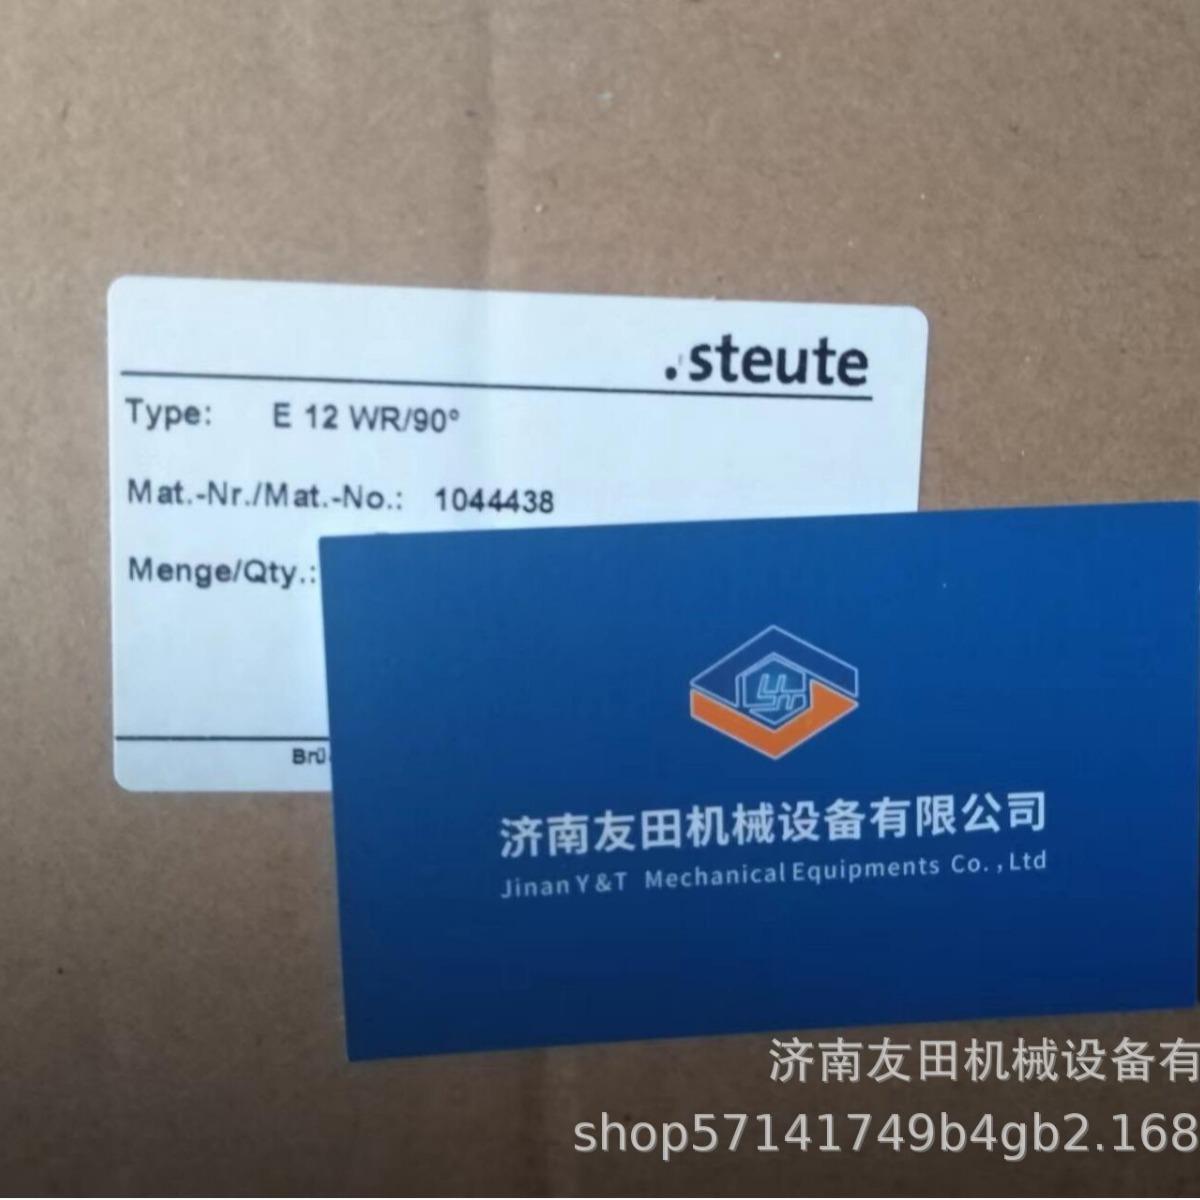 .steute
Type: E 12 WR/90°
Mat.-Nr./Mat.-No.: 1044438
Menge/Qty.:
Brü
济南友田机械设备有限公司
Jinan Y&T Mechanical Equipments Co.,Ltd
济南友田机械设备有
shop57141749b4gb2.168